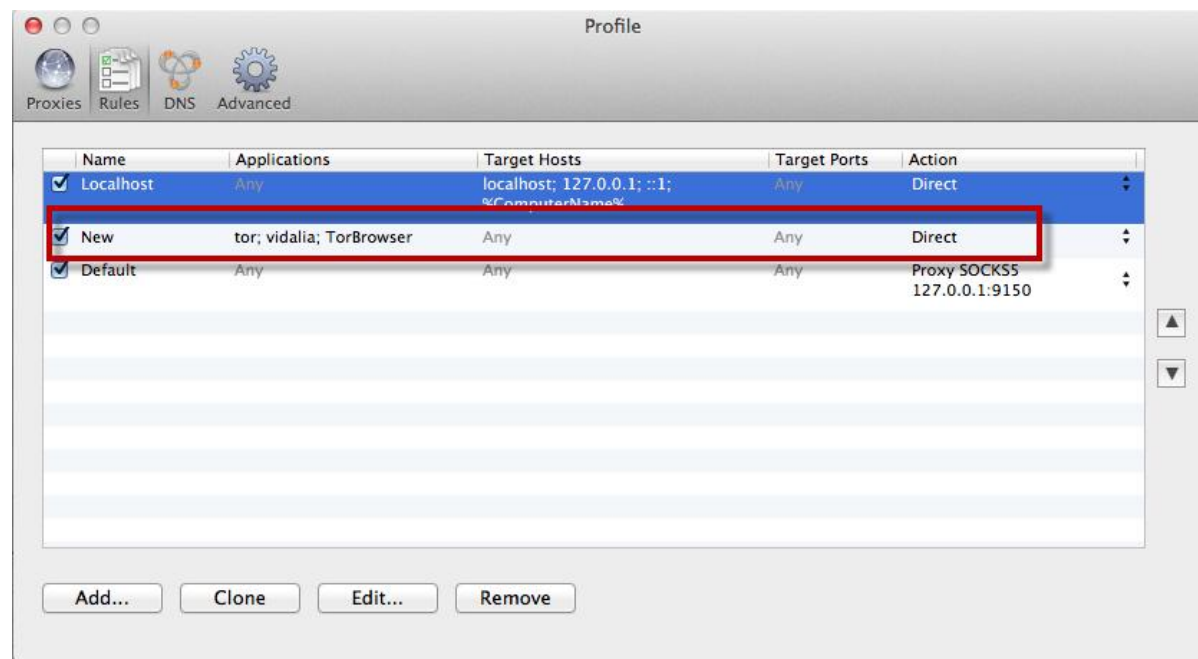 Profile
Proxies Rules DNS Advanced
Name Applications Target Hosts Target Ports Action
Localhost Any localhost; 127.0.0.1; ::1; Any Direct
%ComputerName%
New tor; vidalia; TorBrowser Any Any Direct
Default Any Any Any Proxy SOCKS5
127.0.0.1:9150
Add... Clone Edit... Remove